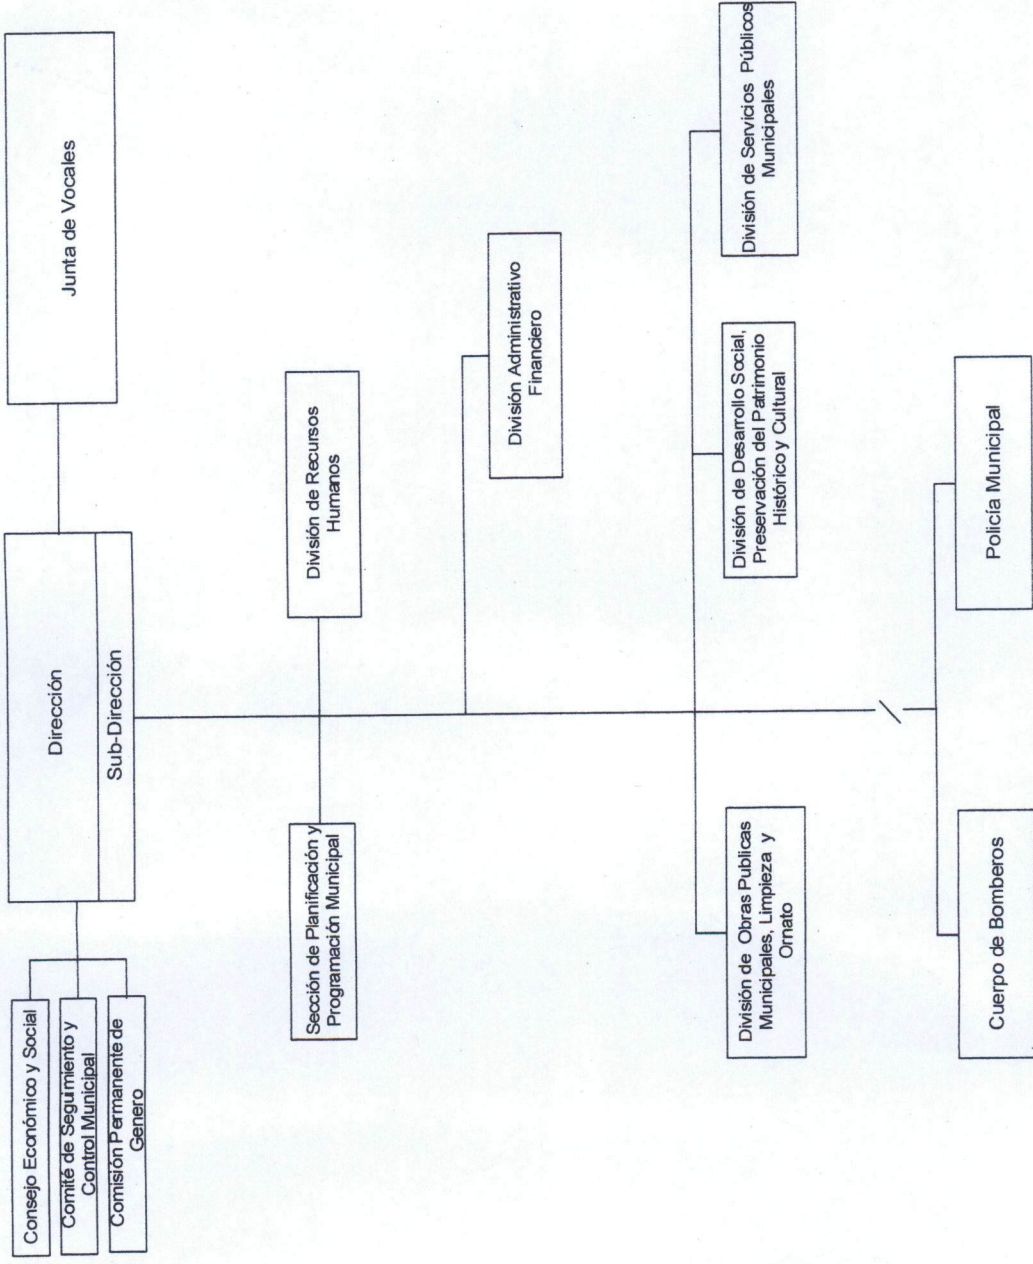 Consejo Económico y Social
Comité de Seguimiento y
Control Municipal
Comisión Permanente de
Genero
Dirección
Sub-Dirección
Junta de Vocales
Sección de Planificación y
Programación Municipal
División de Recursos
Humanos
División Administrativo
Financiero
División de Obras Publicas
Municipales, Limpieza y
Ornato
División de Desarrollo Social,
Preservación del Patrimonio
Histórico y Cultural
División de Servicios Públicos
Municipales
Cuerpo de Bomberos
Policía Municipal